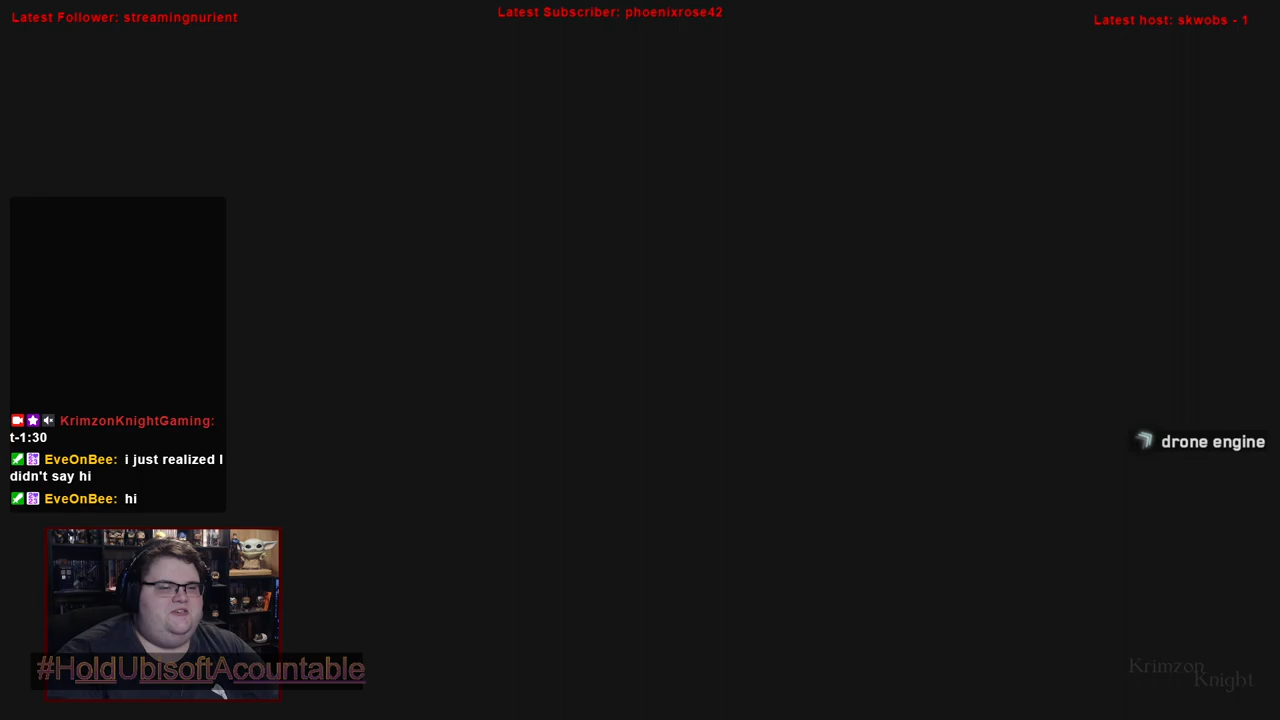 Latest Follower: streamingnurient
Latest Subscriber: phoenixrose42
Latest host: skwobs - 1
KrimzonKnightGaming:
t-1:30
EveOnBee: i just realized I
didn't say hi
EveOnBee: hi
drone engine
#HoldUbisoftAcountable
Krimzon
Knight